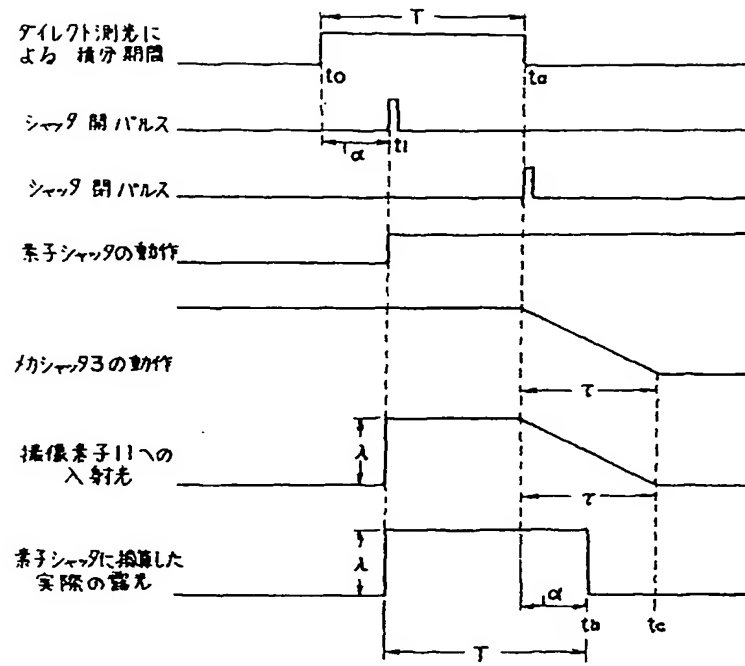 T
ダイレクト測光に
よる 積分期間
to
ta
シャッタ 開 パルス
α
t1
シャッタ 閉 パルス
素子シャッタの動作
メカシャッタ3の動作
τ
撮像素子11への
入射光
λ
τ
素子シャッタに換算した
実際の露光
λ
α
tb
tc
T